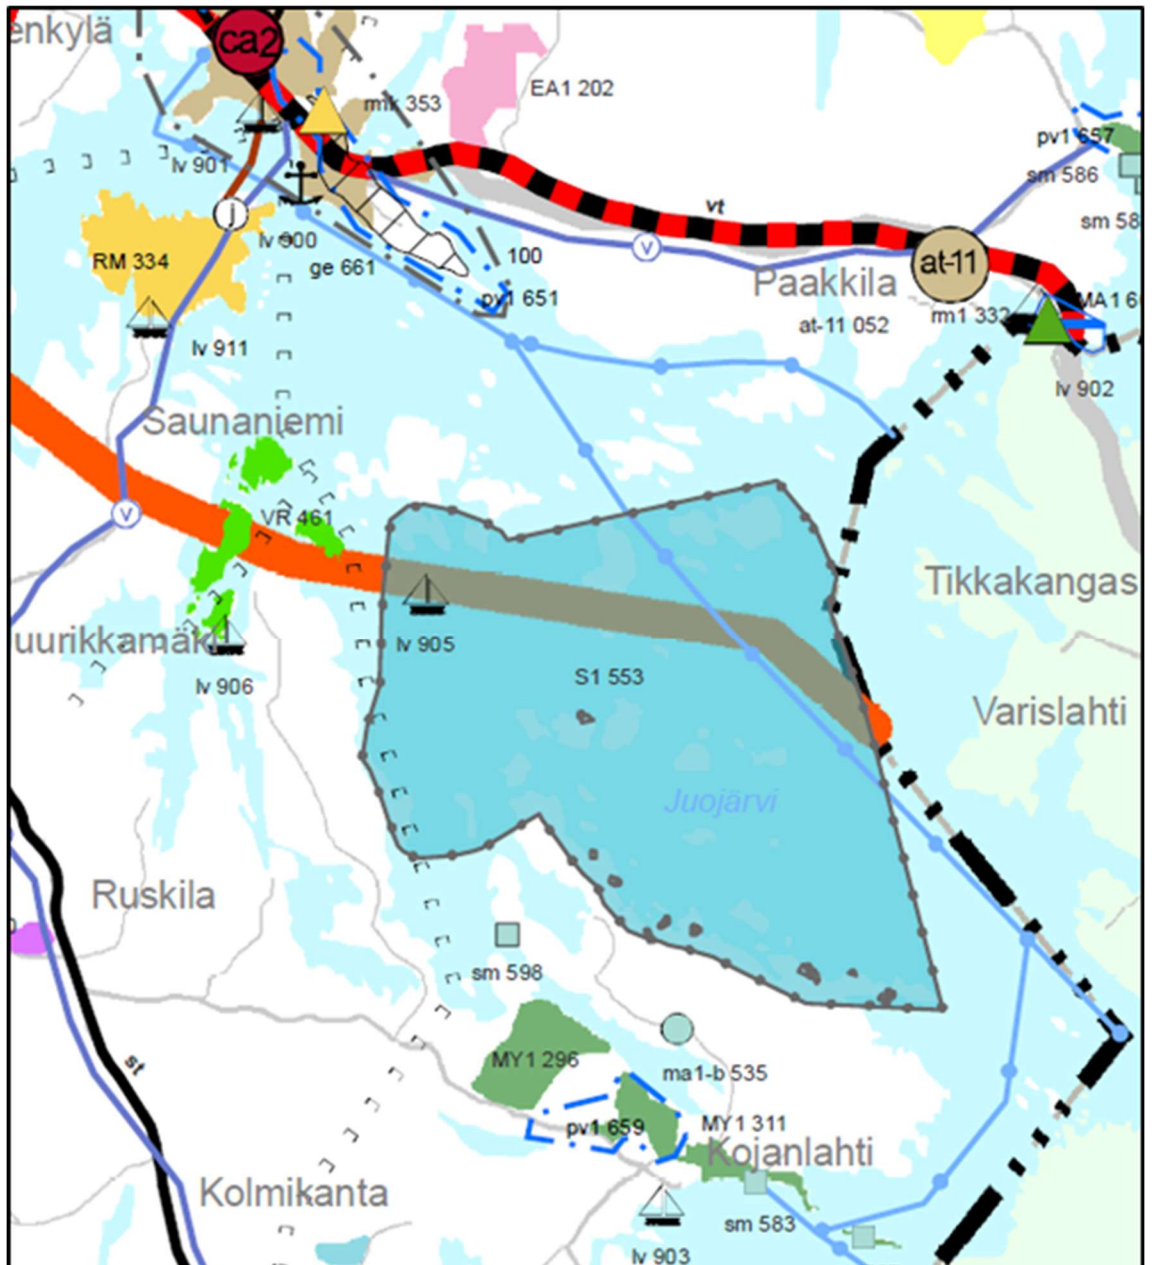 enkylä
ca2
EA1 202
rmk 353
pv1 657
lv 901
sm 586
j
vt
sm 58
lv 900
v
RM 334
ge 661
100
at-11
Paakkila
pv1 651
MA1 6
rm1 332
at-11 052
lv 911
lv 902
Saunaniemi
v
VR 461
Tikkakangas
uurikkamäki
lv 905
lv 906
S1 553
Varislahti
Juojärvi
Ruskila
sm 598
st
MY1 296
ma1-b 535
pv1 659
MY1 311
Kojanlahti
Kolmikanta
sm 583
lv 903